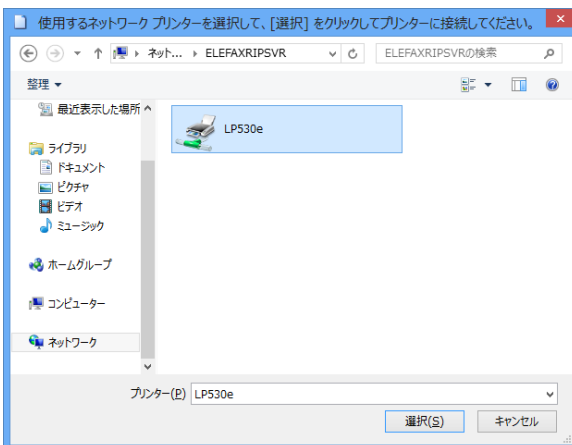 使用するネットワーク プリンターを選択して、[選択] をクリックしてプリンターに接続してください。
ネット... ELEFAXRIPSVR ELEFAXRIPSVRの検索
整理
最近表示した場所
LP530e
ライブラリ
ドキュメント
ピクチャ
ビデオ
ミュージック
ホームグループ
コンピューター
ネットワーク
プリンター(P) LP530e
選択(S) キャンセル